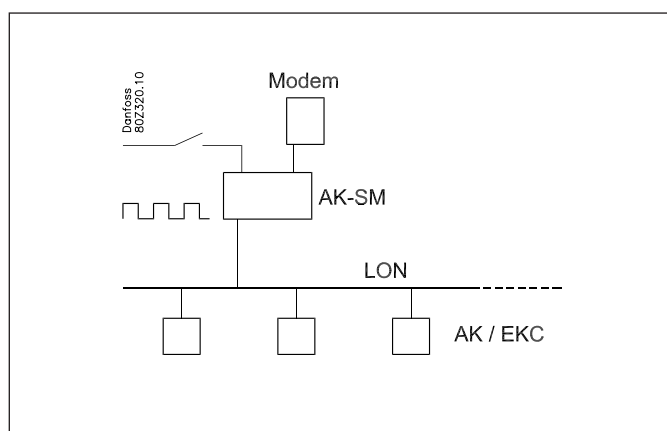 Danfoss
80Z320.10
Modem
AK-SM
LON
AK / EKC